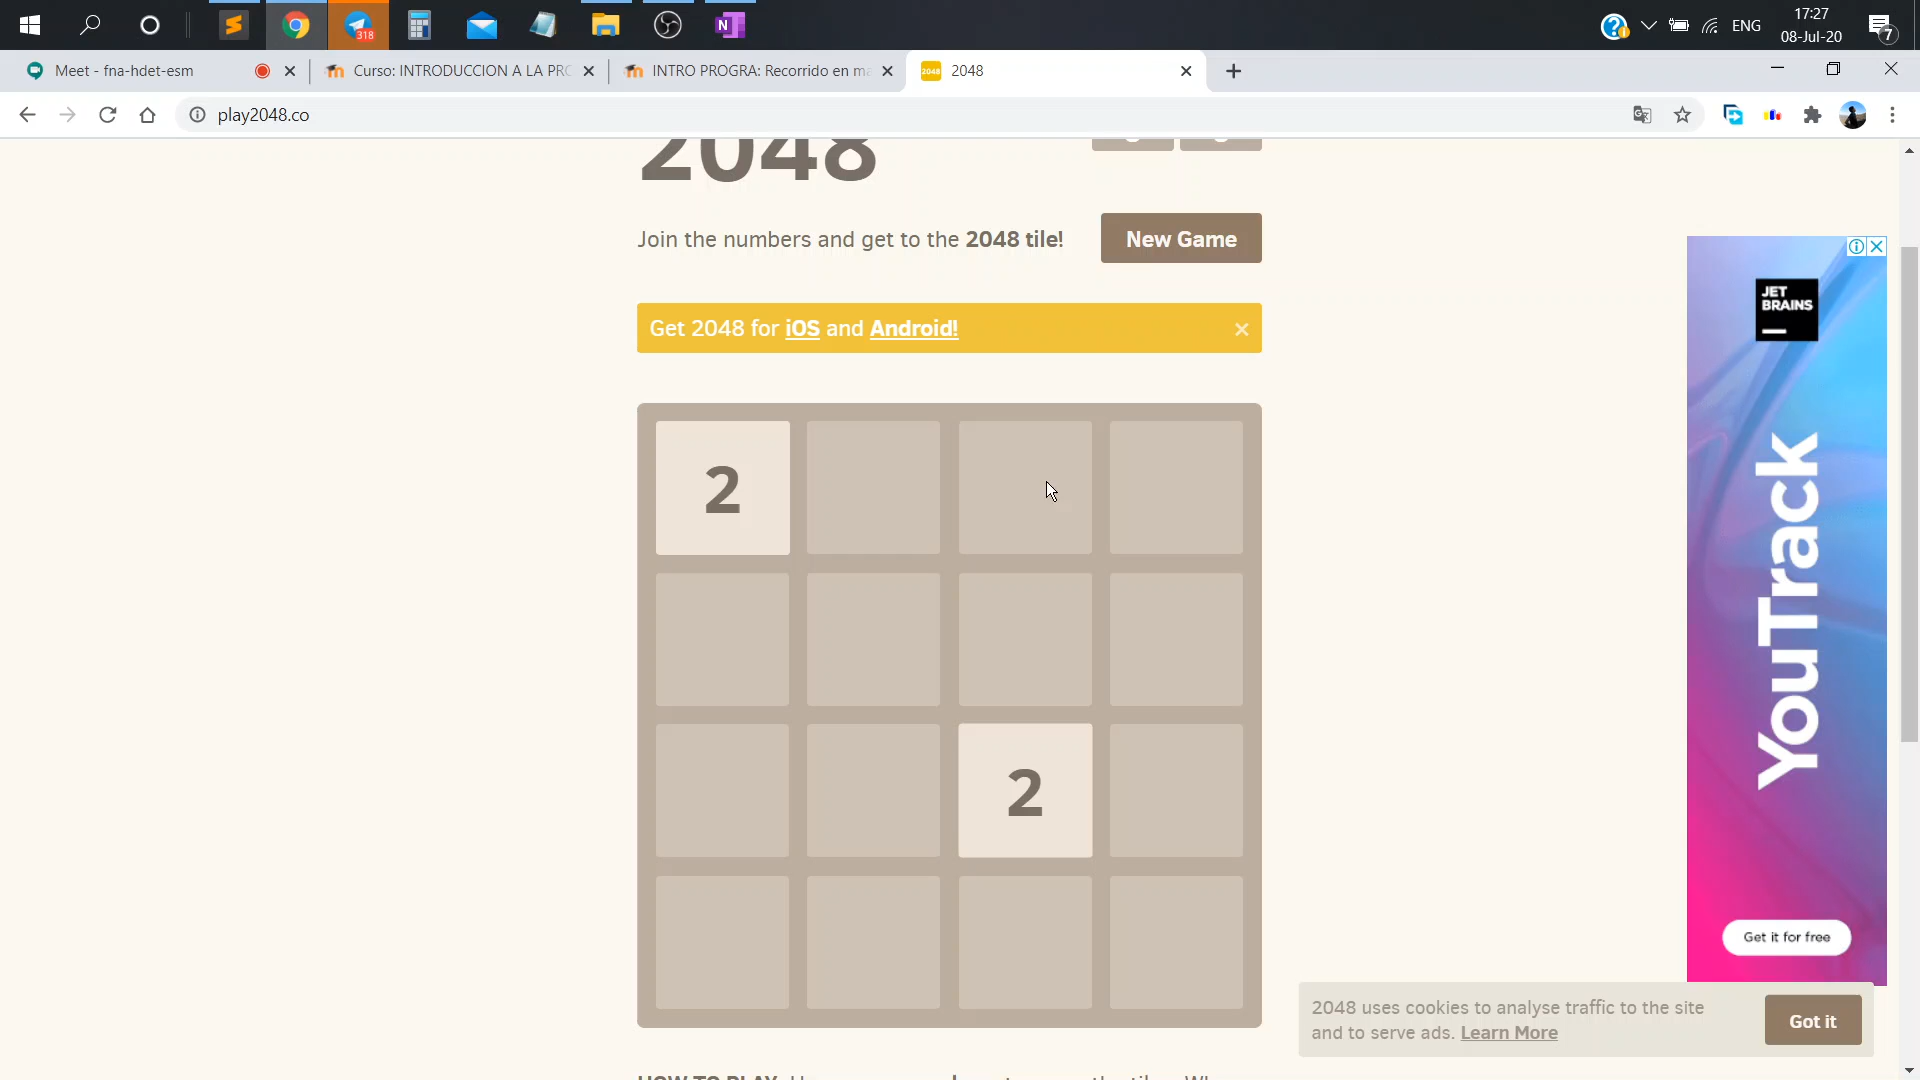 318
N
ENG
17:27
08-Jul-20
7
Meet - fna-hdet-esm
Curso: INTRODUCCION A LA PRO
INTRO PROGRA: Recorrido en ma
2048
2048
play2048.co
2048
Join the numbers and get to the 2048 tile!
New Game
Get 2048 for iOS and Android!
2
2
JET
BRAINS
YouTrack
Get it for free
2048 uses cookies to analyse traffic to the site
and to serve ads. Learn More
Got it